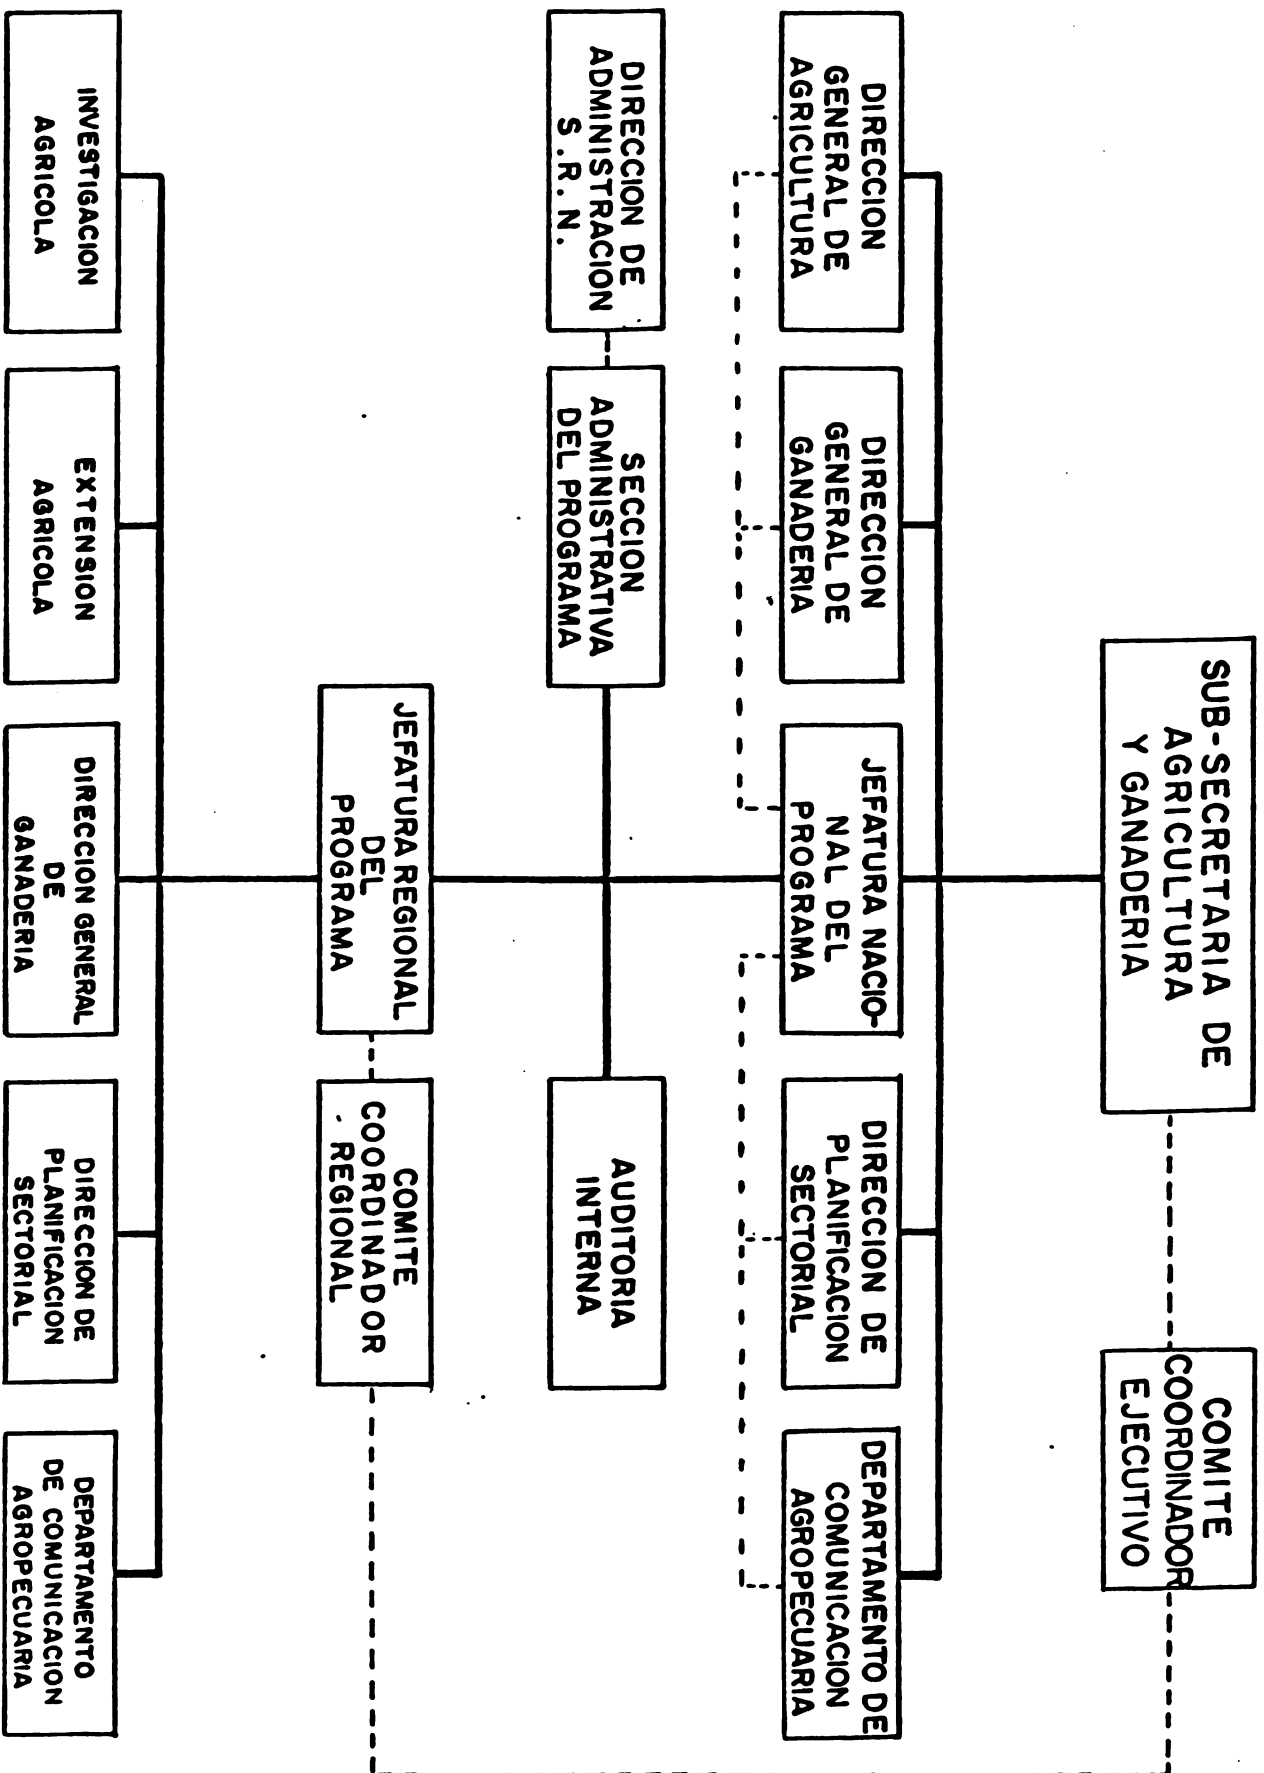 SUB-SECRETARIA DE
AGRICULTURA
Y GANADERIA
COMITE
COORDINADOR
EJECUTIVO
DIRECCION
GENERAL DE
AGRICULTURA
DIRECCION
GENERAL DE
GANADERIA
JEFATURA NACIO-
NAL DEL
PROGRAMA
DIRECCION DE
PLANIFICACION
SECTORIAL
DEPARTAMENTO DE
COMUNICACION
AGROPECUARIA
DIRECCION DE
ADMINISTRACION
S.R.N.
SECCION
ADMINISTRATIVA
DEL PROGRAMA
AUDITORIA
INTERNA
JEFATURA REGIONAL
DEL
PROGRAMA
COMITE
COORDINADOR
REGIONAL
INVESTIGACION
AGRICOLA
EXTENSION
AGRICOLA
DIRECCION GENERAL
DE
GANADERIA
DIRECCION DE
PLANIFICACION
SECTORIAL
DEPARTAMENTO
DE COMUNICACION
AGROPECUARIA